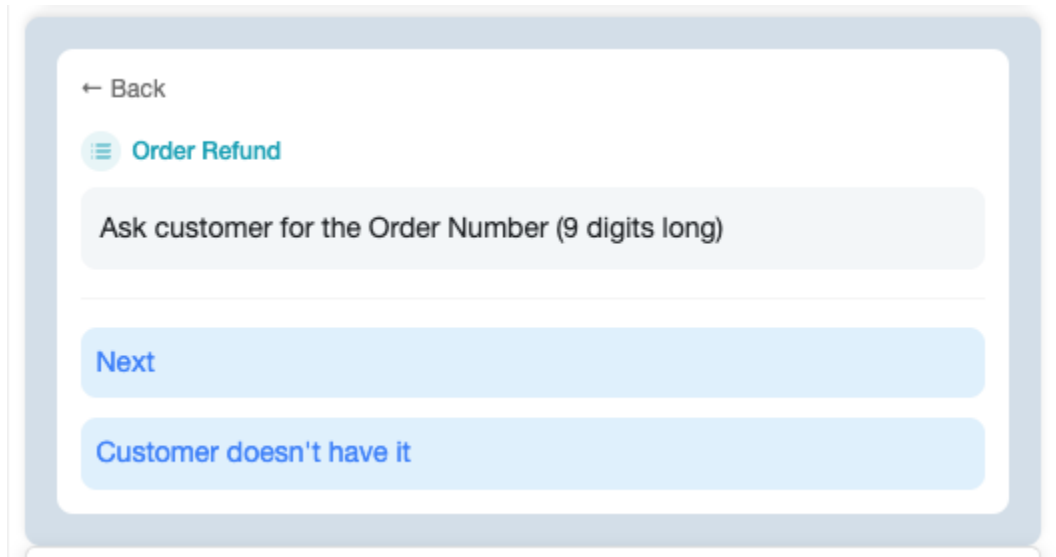 ← Back
Order Refund
Ask customer for the Order Number (9 digits long)
Next
Customer doesn't have it